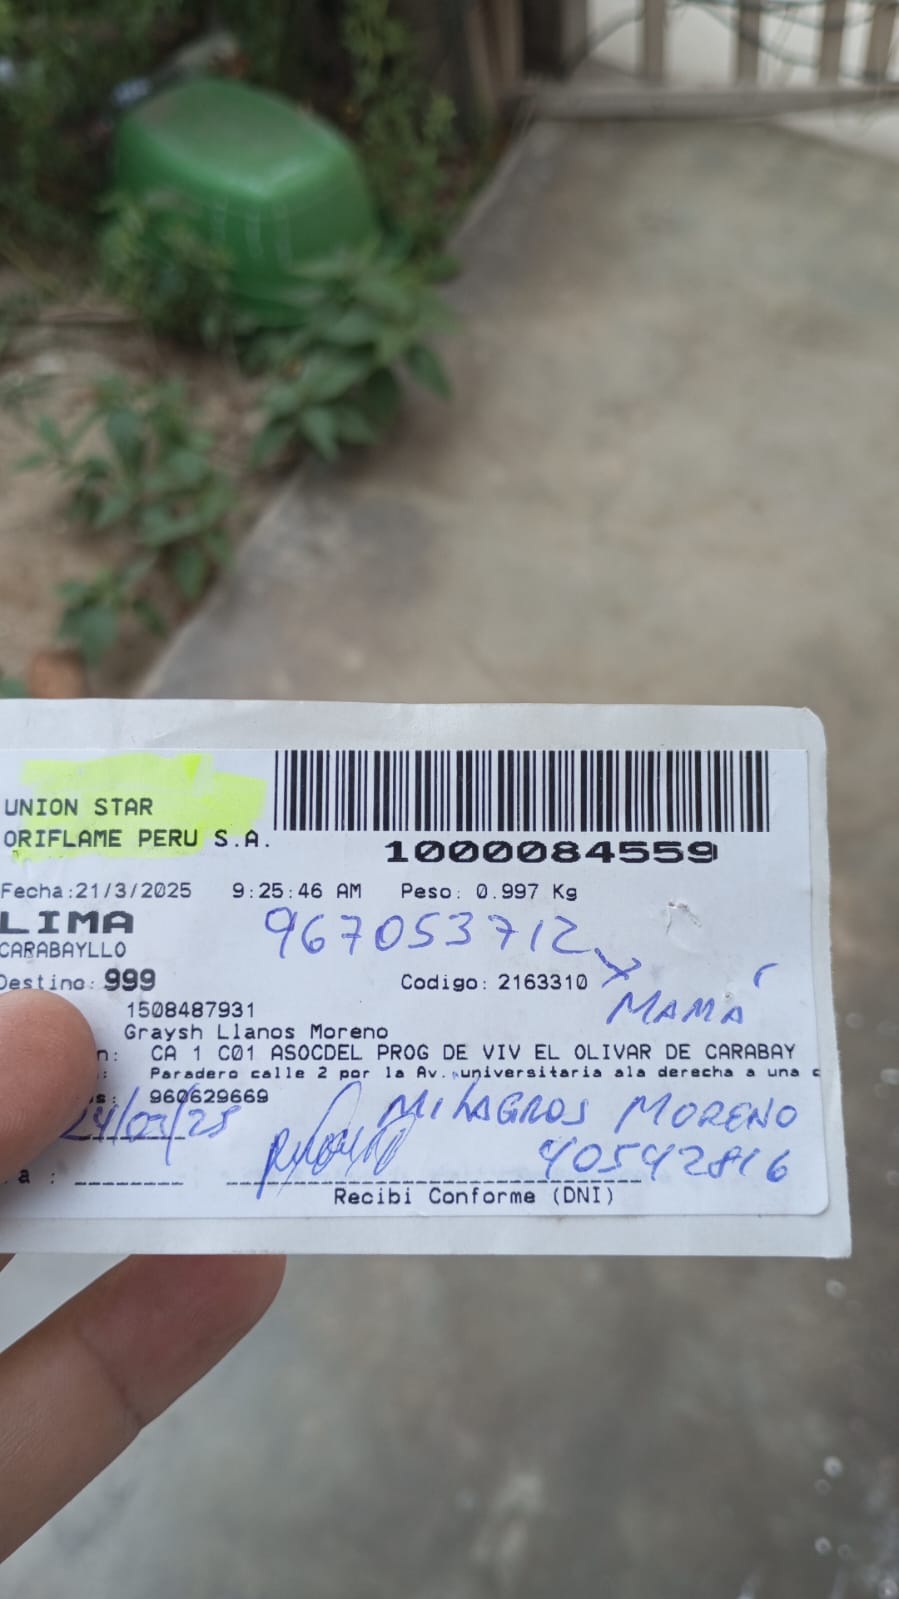 UNION STAR
ORIFLAME PERU S.A.
1000084559
Fecha:21/3/2025 9:25:46 AM Peso: 0.997 Kg
LIMA
967053712
CARABAYLLO
Destino: 999 Codigo: 2163310
MAMÁ
1508487931
Graysh Llanos Moreno
n: CA 1 C01 ASOCDEL PROG DE VIV EL OLIVAR DE CARABAY
: Paradero calle 2 por la Av. universitaria ala derecha a una c
s: 960629669
24/03/25 MILAGROS MORENO
40542816
a :
Recibi Conforme (DNI)